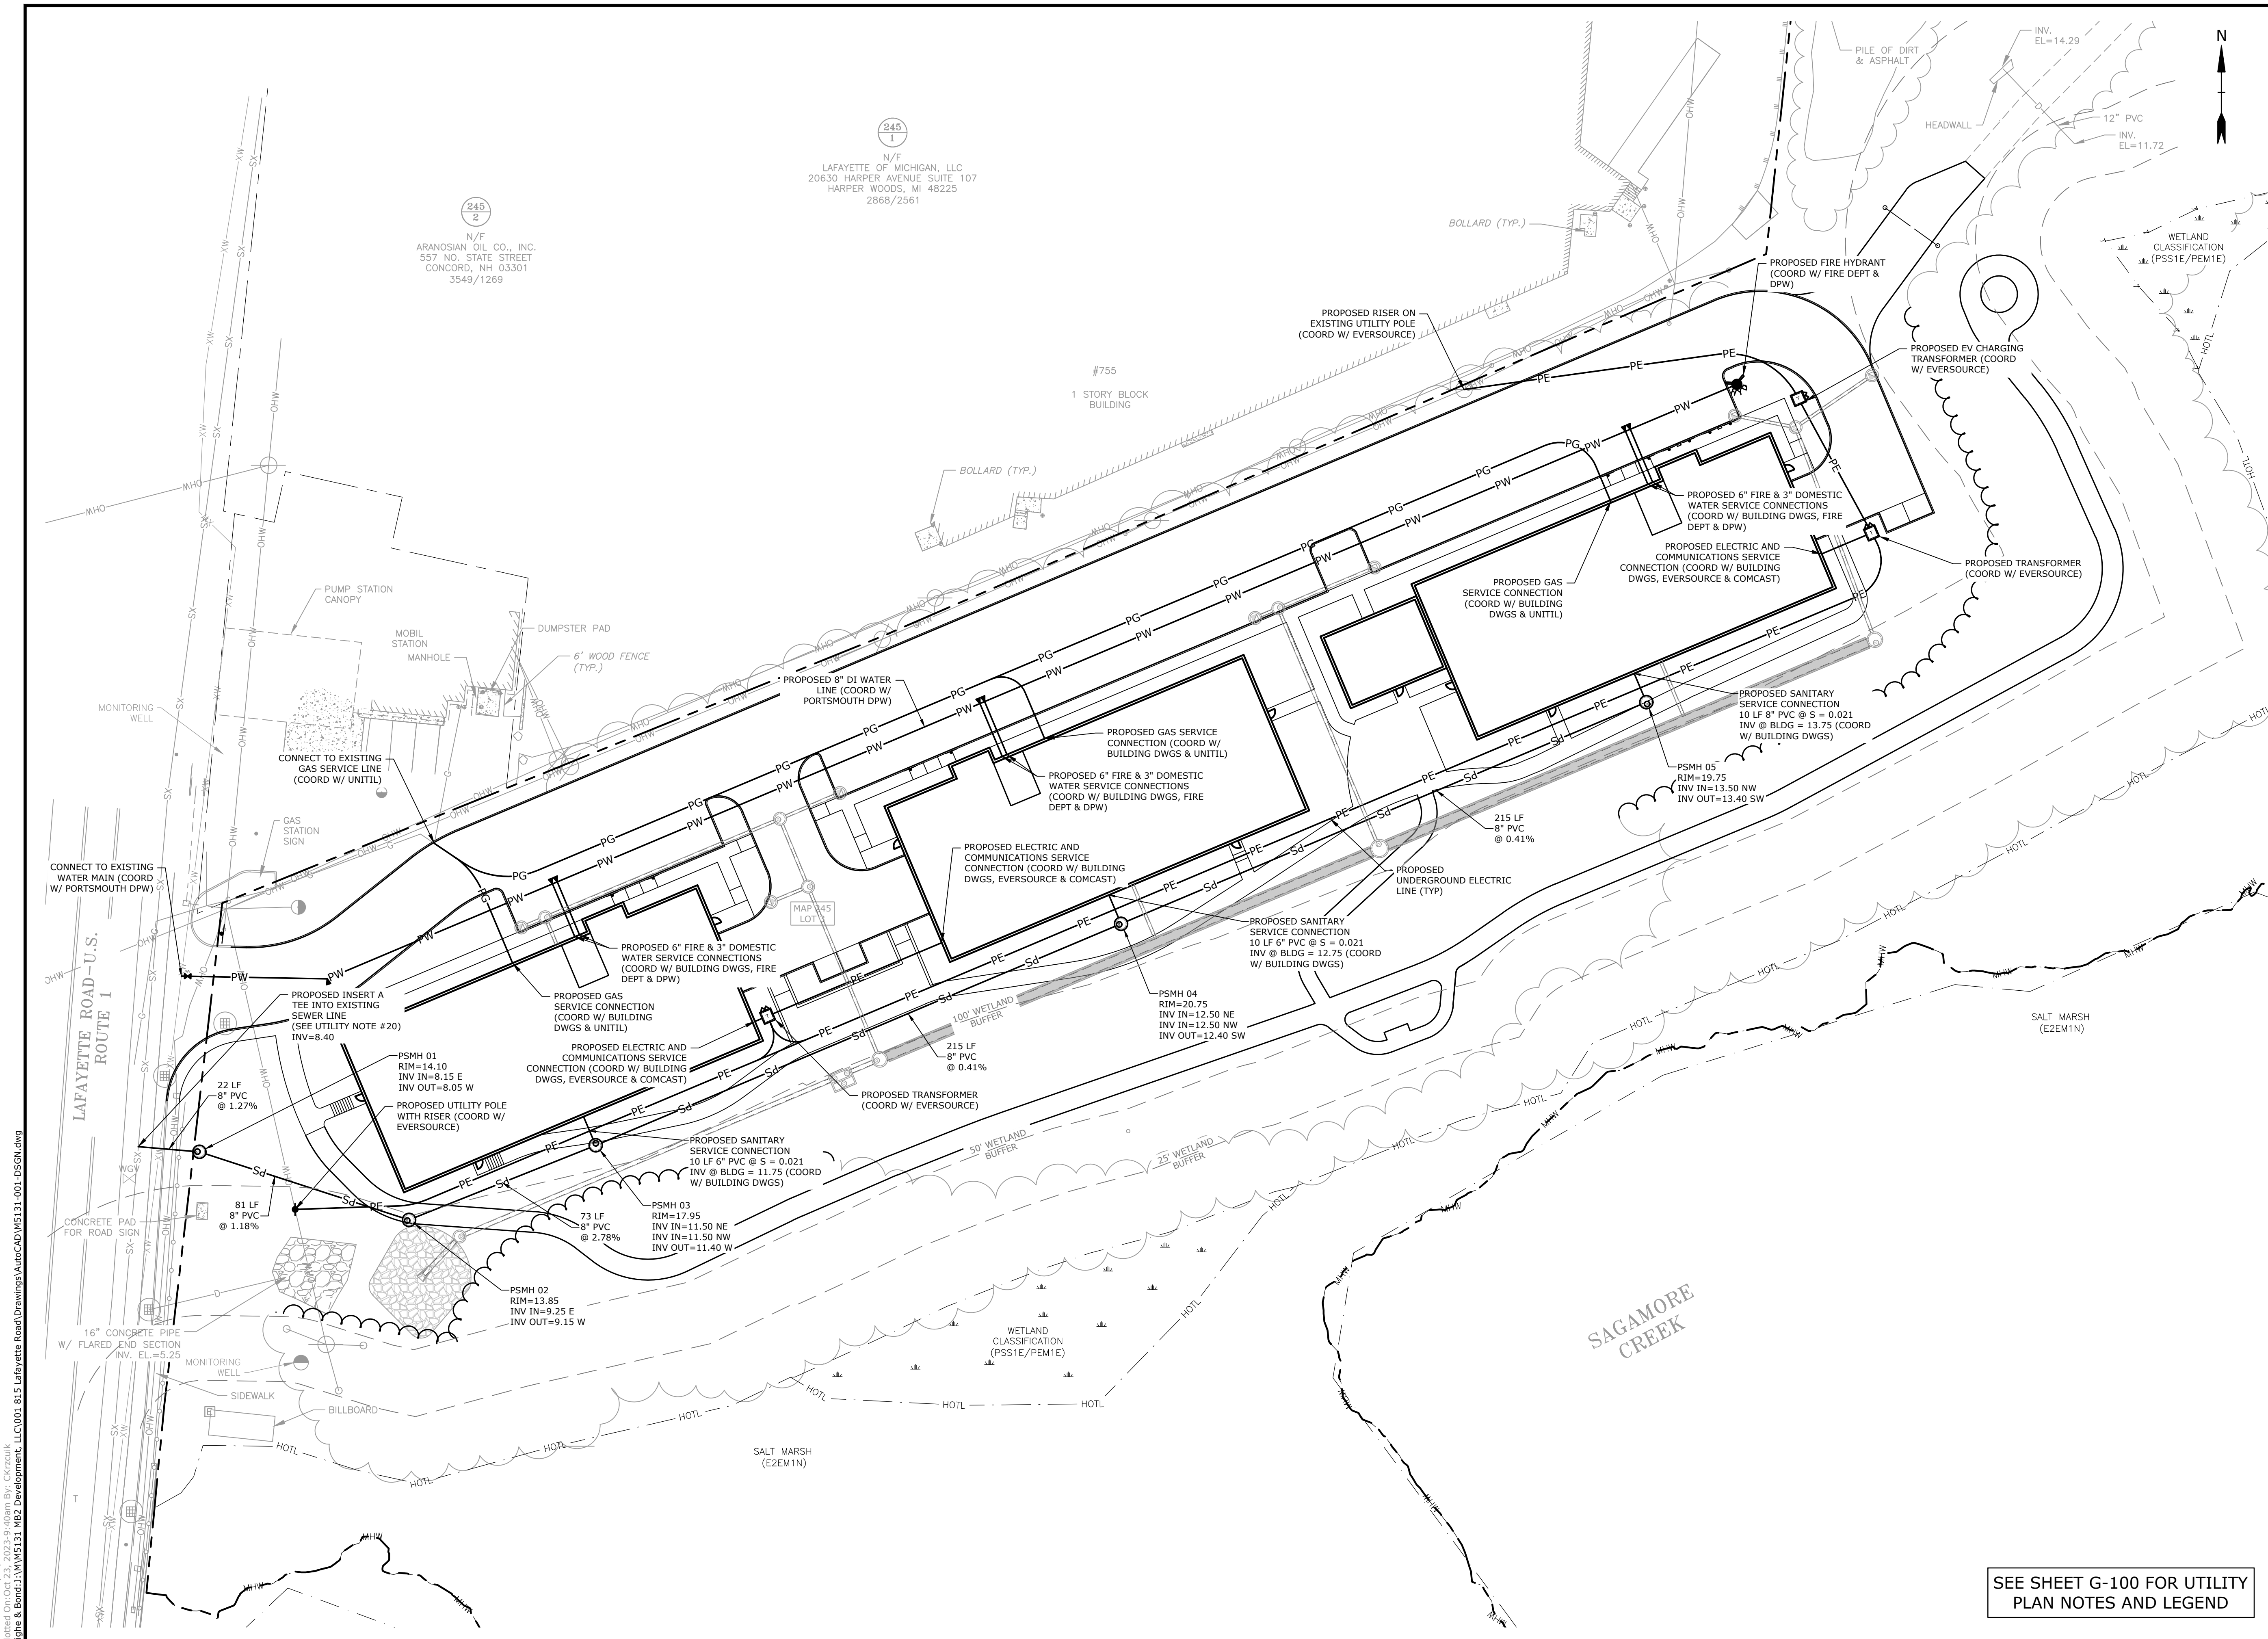 N
PILE OF DIRT
& ASPHALT
INV.
EL=14.29
HEADWALL
12" PVC
INV.
EL=11.72
WETLAND
CLASSIFICATION
(PSS1E/PEM1E)
245
1
N/F
LAFAYETTE OF MICHIGAN, LLC
20630 HARPER AVENUE SUITE 107
HARPER WOODS, MI 48225
2868/2561
245
2
N/F
ARANOSIAN OIL CO., INC.
557 NO. STATE STREET
CONCORD, NH 03301
3549/1269
BOLLARD (TYP.)
PROPOSED FIRE HYDRANT
(COORD W/ FIRE DEPT &
DPW)
PROPOSED RISER ON
EXISTING UTILITY POLE
(COORD W/ EVERSOURCE)
PROPOSED EV CHARGING
TRANSFORMER (COORD
W/ EVERSOURCE)
#755
1 STORY BLOCK
BUILDING
BOLLARD (TYP.)
PROPOSED 6" FIRE & 3" DOMESTIC
WATER SERVICE CONNECTIONS
(COORD W/ BUILDING DWGS, FIRE
DEPT & DPW)
PROPOSED ELECTRIC AND
COMMUNICATIONS SERVICE
CONNECTION (COORD W/ BUILDING
DWGS, EVERSOURCE & COMCAST)
PROPOSED TRANSFORMER
(COORD W/ EVERSOURCE)
PROPOSED GAS
SERVICE CONNECTION
(COORD W/ BUILDING
DWGS & UNITIL)
PUMP STATION
CANOPY
MOBIL
STATION
MANHOLE
DUMPSTER PAD
6' WOOD FENCE
(TYP.)
MONITORING
WELL
PROPOSED 8" DI WATER
LINE (COORD W/
PORTSMOUTH DPW)
PROPOSED GAS SERVICE
CONNECTION (COORD W/
BUILDING DWGS & UNITIL)
PROPOSED 6" FIRE & 3" DOMESTIC
WATER SERVICE CONNECTIONS
(COORD W/ BUILDING DWGS, FIRE
DEPT & DPW)
PROPOSED SANITARY
SERVICE CONNECTION
10 LF 8" PVC @ S = 0.021
INV @ BLDG = 13.75 (COORD
W/ BUILDING DWGS)
PSMH 05
RIM=19.75
INV IN=13.50 NW
INV OUT=13.40 SW
CONNECT TO EXISTING
GAS SERVICE LINE
(COORD W/ UNITIL)
GAS
STATION
SIGN
215 LF
8" PVC
@ 0.41%
CONNECT TO EXISTING
WATER MAIN (COORD
W/ PORTSMOUTH DPW)
PROPOSED ELECTRIC AND
COMMUNICATIONS SERVICE
CONNECTION (COORD W/ BUILDING
DWGS, EVERSOURCE & COMCAST)
PROPOSED
UNDERGROUND ELECTRIC
LINE (TYP)
MAP 245
LOT 3
PROPOSED SANITARY
SERVICE CONNECTION
10 LF 6" PVC @ S = 0.021
INV @ BLDG = 12.75 (COORD
W/ BUILDING DWGS)
PROPOSED 6" FIRE & 3" DOMESTIC
WATER SERVICE CONNECTIONS
(COORD W/ BUILDING DWGS, FIRE
DEPT & DPW)
PROPOSED GAS
SERVICE CONNECTION
(COORD W/ BUILDING
DWGS & UNITIL)
PSMH 04
RIM=20.75
INV IN=12.50 NE
INV IN=12.50 NW
INV OUT=12.40 SW
100' WETLAND
BUFFER
LAFAYETTE ROAD-U.S.
ROUTE 1
PROPOSED INSERT A
TEE INTO EXISTING
SEWER LINE
(SEE UTILITY NOTE #20)
INV=8.40
PROPOSED ELECTRIC AND
COMMUNICATIONS SERVICE
CONNECTION (COORD W/ BUILDING
DWGS, EVERSOURCE & COMCAST)
215 LF
8" PVC
@ 0.41%
SALT MARSH
(E2EM1N)
PSMH 01
RIM=14.10
INV IN=8.15 E
INV OUT=8.05 W
22 LF
8" PVC
@ 1.27%
PROPOSED UTILITY POLE
WITH RISER (COORD W/
EVERSOURCE)
PROPOSED TRANSFORMER
(COORD W/ EVERSOURCE)
PROPOSED SANITARY
SERVICE CONNECTION
10 LF 6" PVC @ S = 0.021
INV @ BLDG = 11.75 (COORD
W/ BUILDING DWGS)
50' WETLAND
BUFFER
25' WETLAND
BUFFER
WGV
81 LF
8" PVC
@ 1.18%
CONCRETE PAD
FOR ROAD SIGN
73 LF
8" PVC
@ 2.78%
PSMH 03
RIM=17.95
INV IN=11.50 NE
INV IN=11.50 NW
INV OUT=11.40 W
PSMH 02
RIM=13.85
INV IN=9.25 E
INV OUT=9.15 W
16" CONCRETE PIPE
W/ FLARED END SECTION
INV. EL.=5.25
MONITORING
WELL
SIDEWALK
BILLBOARD
WETLAND
CLASSIFICATION
(PSS1E/PEM1E)
SAGAMORE
CREEK
SALT MARSH
(E2EM1N)
SEE SHEET G-100 FOR UTILITY
PLAN NOTES AND LEGEND